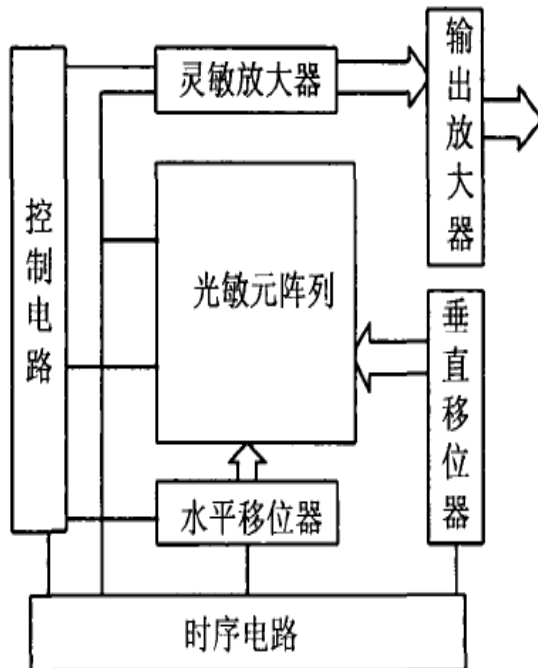 灵敏放大器
输出放大器
控制电路
光敏元阵列
垂直移位器
水平移位器
时序电路